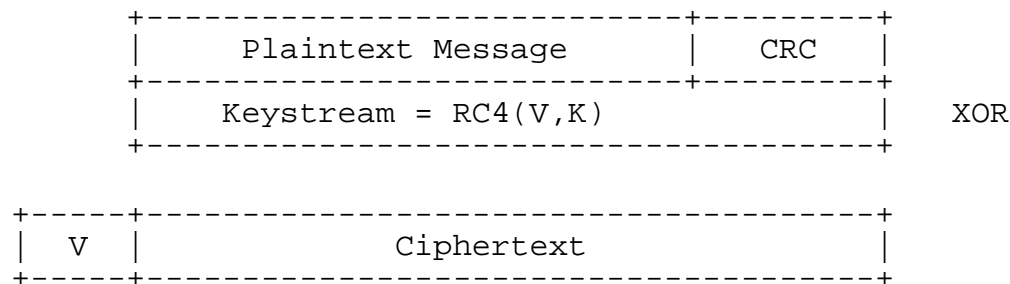 Plaintext Message CRC
Keystream = RC4(V,K) XOR
V Ciphertext